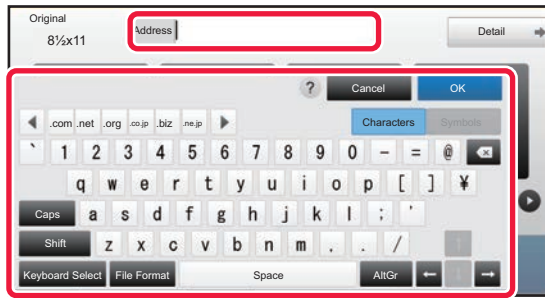 Original
8½x11
Address
Detail
? Cancel OK
.com .net .org .co.jp .biz .ne.jp Characters Symbols
` 1 2 3 4 5 6 7 8 9 0 - = @
q w e r t y u i o p [ ] ¥
Caps a s d f g h j k l ; '
Shift z x c v b n m . . /
Keyboard Select File Format Space AltGr